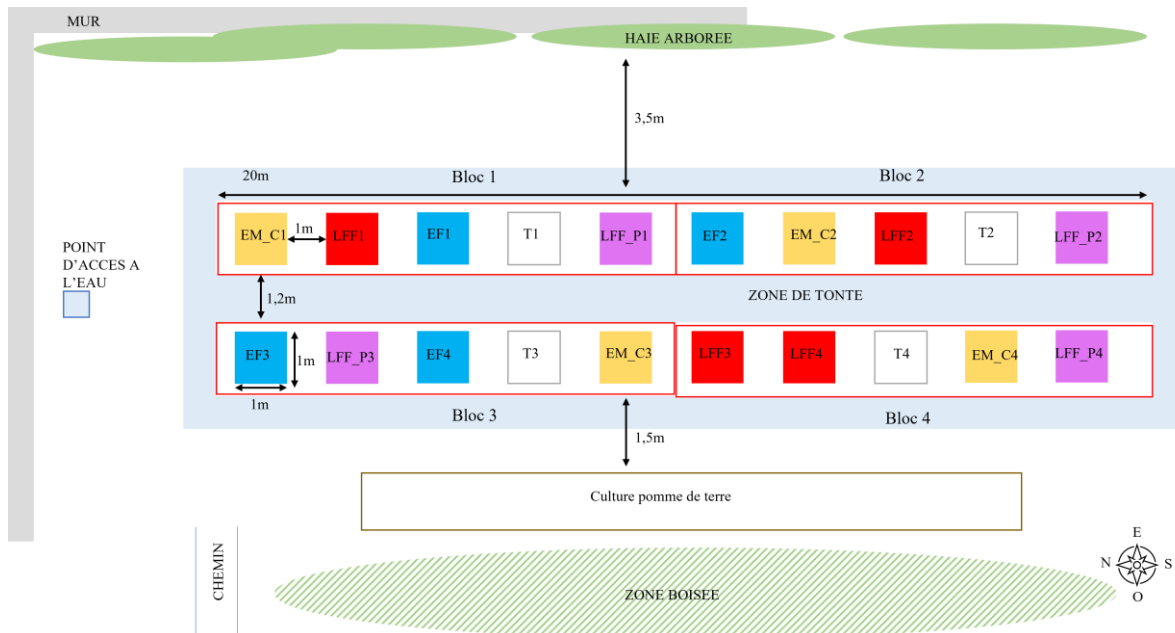 MUR
HAIE ARBOREE
3,5m
20m
Bloc 1
Bloc 2
EM_C1
1m
LFF1
EF1
T1
LFF_P1
EF2
EM_C2
LFF2
T2
LFF_P2
POINT
D'ACCES A
L'EAU
1,2m
ZONE DE TONTE
EF3
1m
LFF_P3
EF4
T3
EM_C3
LFF3
LFF4
T4
EM_C4
LFF_P4
1m
Bloc 3
Bloc 4
1,5m
Culture pomme de terre
CHEMIN
ZONE BOISEE
E
N
S
O